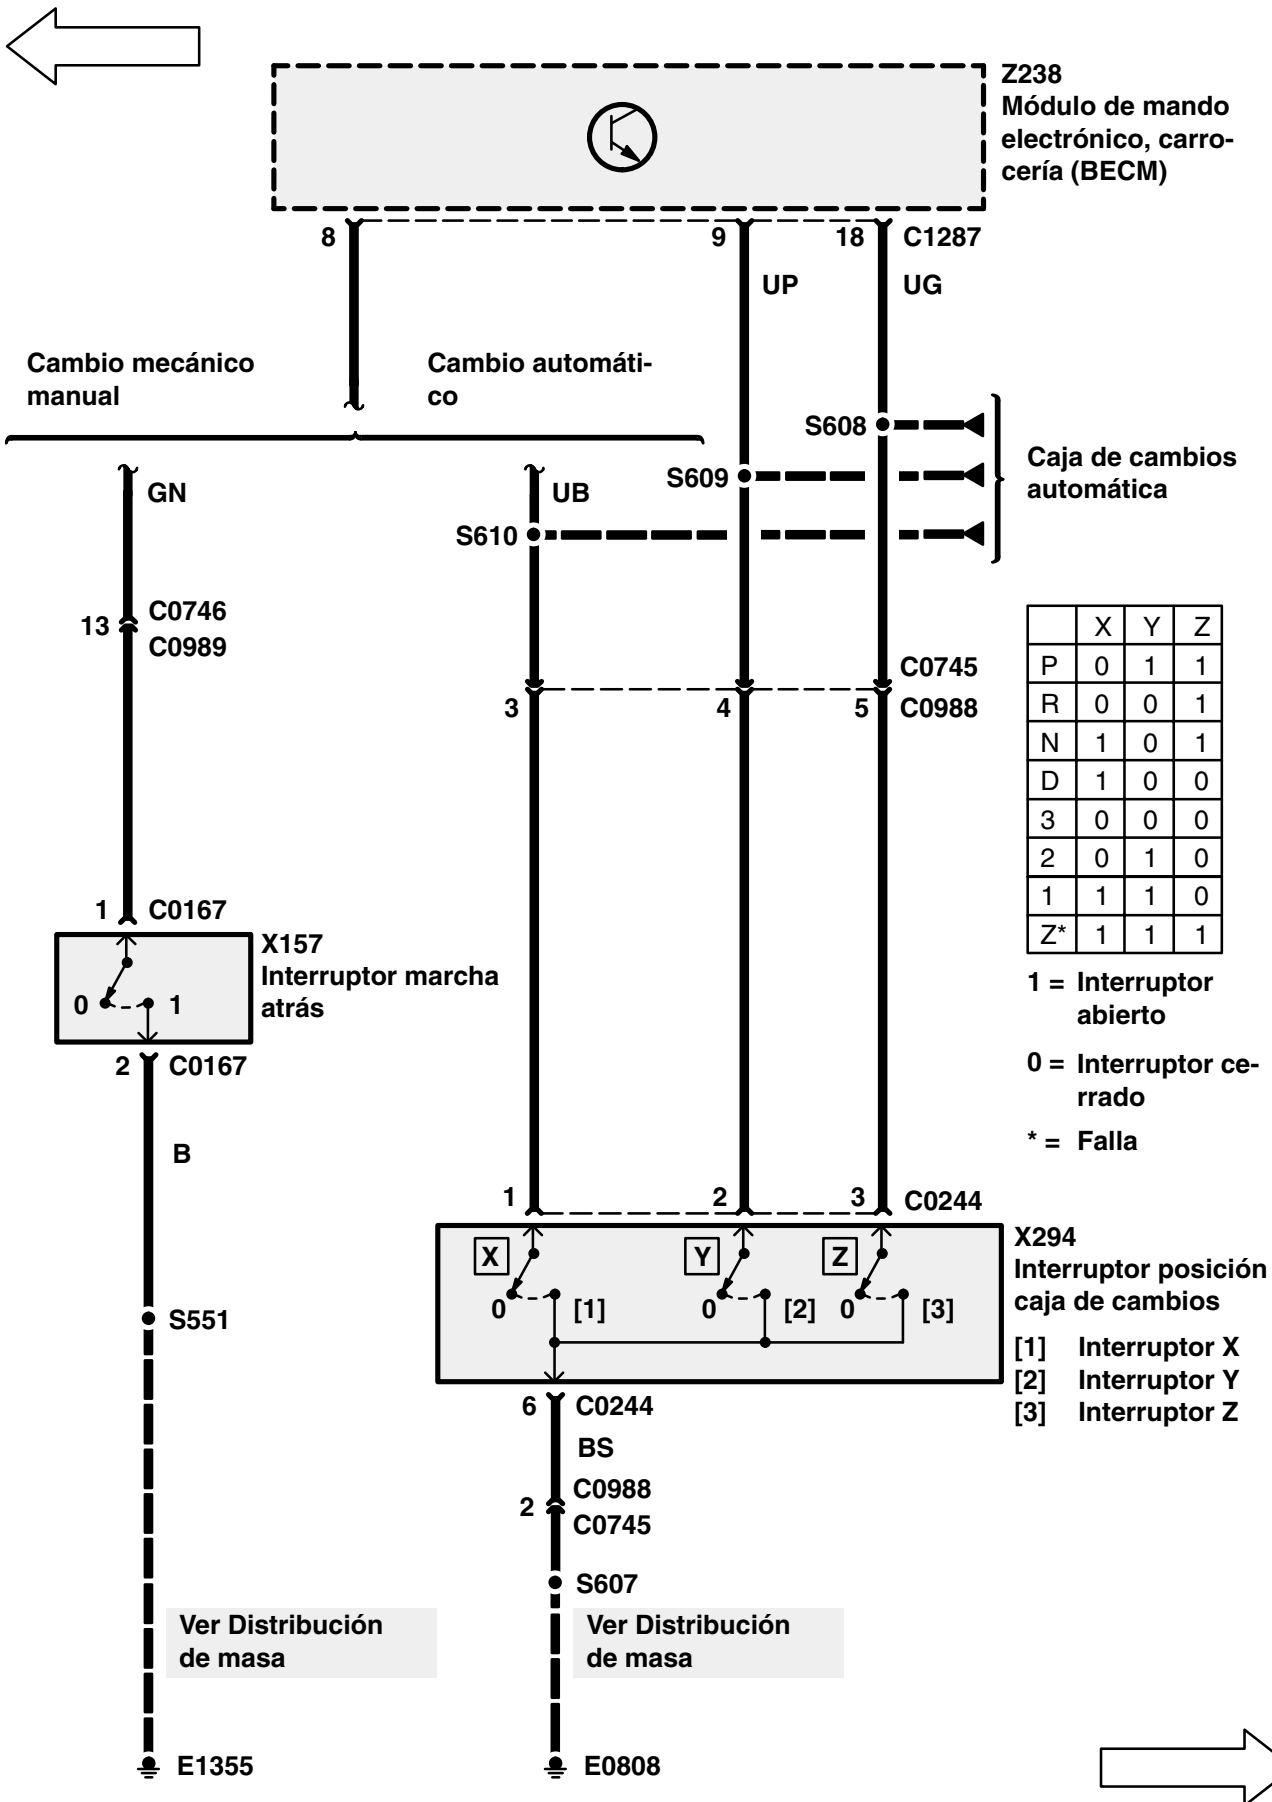 Z238
Módulo de mando
electrónico, carro-
cería (BECM)
8
9
18
C1287
UP
UG
Cambio mecánico
manual
Cambio automáti-
co
S608
S609
S610
Caja de cambios
automática
GN
UB
13
C0746
C0989
C0745
3
4
5
C0988
X Y Z
P 0 1 1
R 0 0 1
N 1 0 1
D 1 0 0
3 0 0 0
2 0 1 0
1 1 1 0
Z* 1 1 1
1 = Interruptor
abierto
0 = Interruptor ce-
rrado
* = Falla
1
C0167
X157
Interruptor marcha
atrás
0
1
2
C0167
B
1
2
3
C0244
X
Y
Z
0
[1]
0
[2]
0
[3]
X294
Interruptor posición
caja de cambios
[1] Interruptor X
[2] Interruptor Y
[3] Interruptor Z
S551
6
C0244
BS
2
C0988
C0745
S607
Ver Distribución
de masa
Ver Distribución
de masa
E1355
E0808